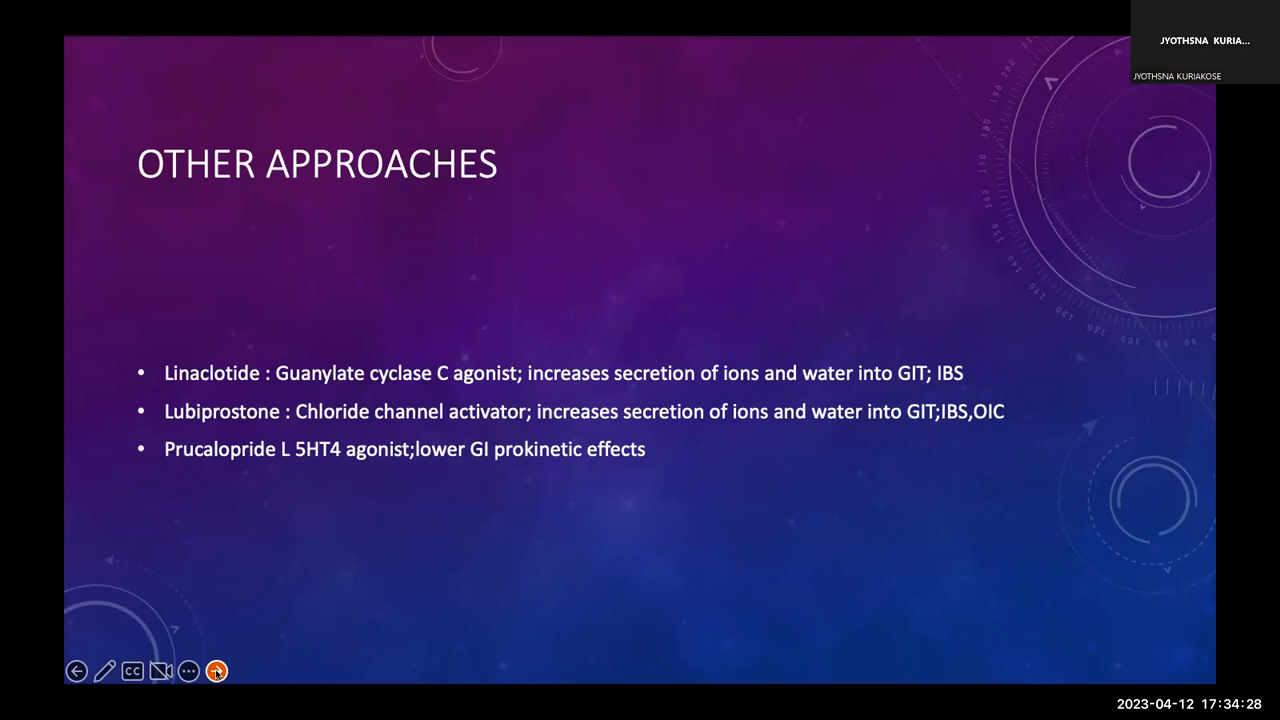 JYOTHSNA KURIA...
JYOTHSNA KURIAKOSE
OTHER APPROACHES
• Linaclotide : Guanylate cyclase C agonist; increases secretion of ions and water into GIT; IBS
• Lubiprostone : Chloride channel activator; increases secretion of ions and water into GIT;IBS,OIC
• Prucalopride L 5HT4 agonist;lower GI prokinetic effects
CC
2023-04-12 17:34:28